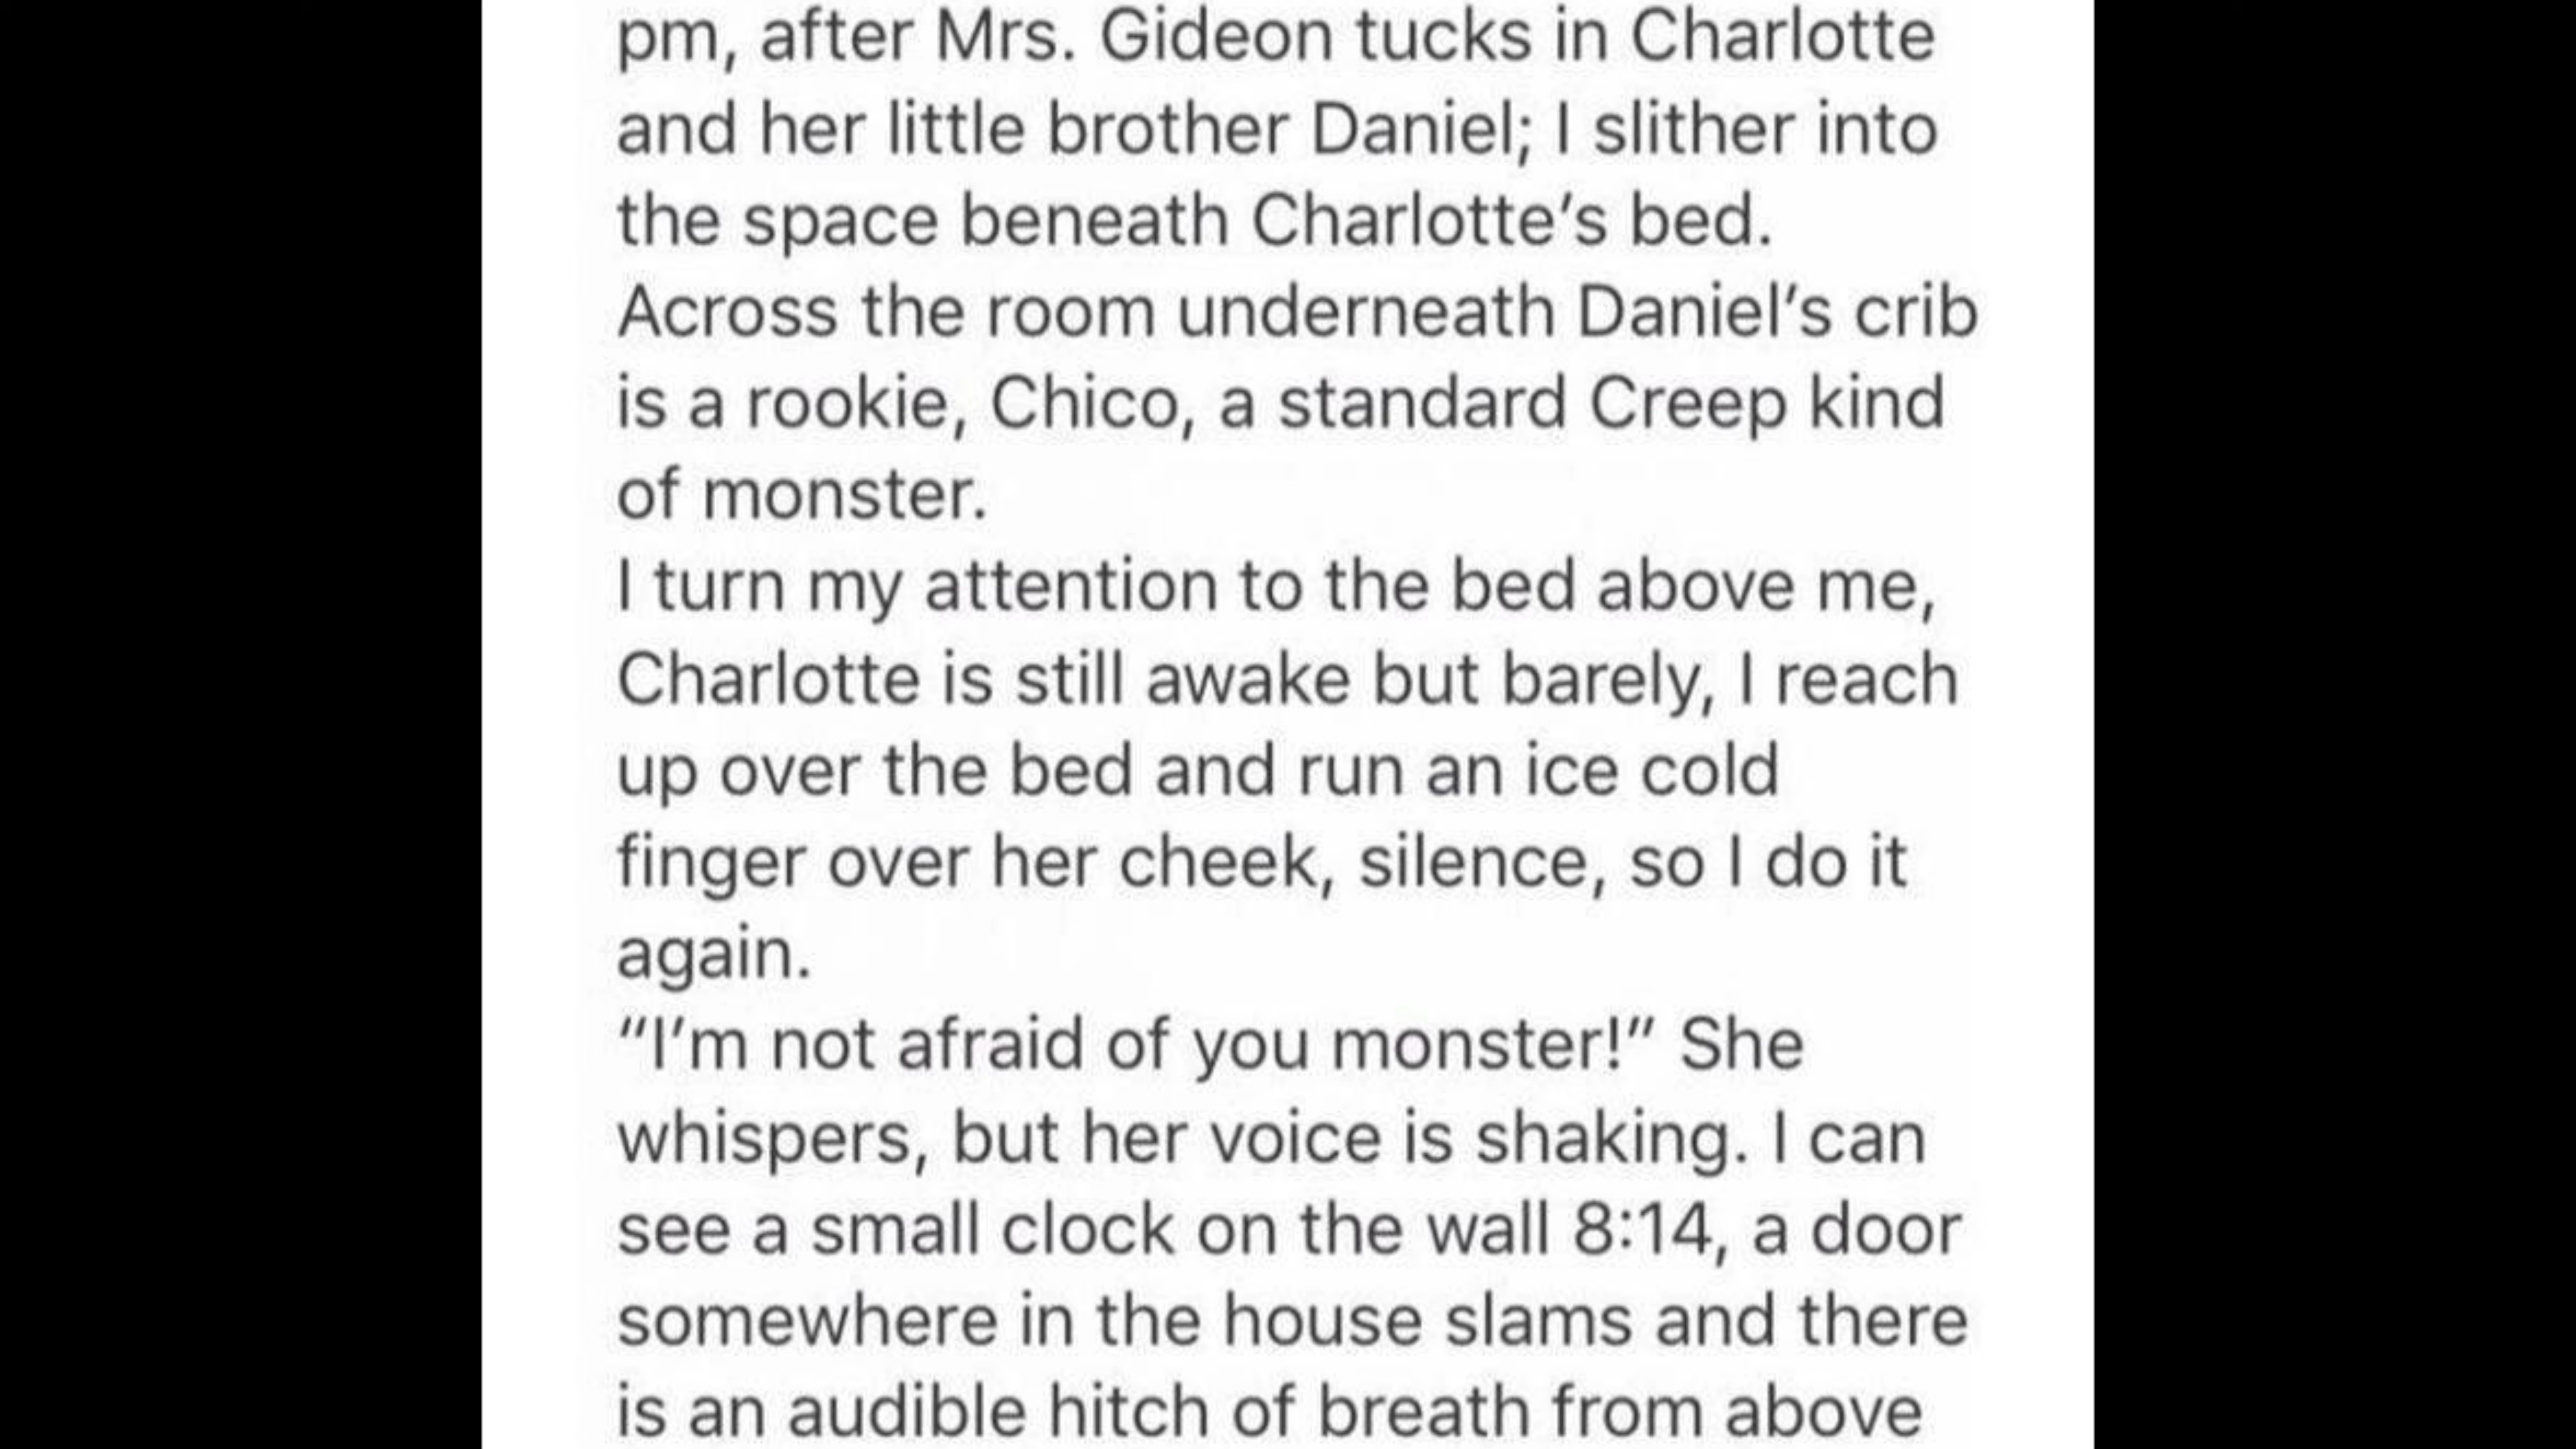 pm, after Mrs. Gideon tucks in Charlotte
and her little brother Daniel; I slither into
the space beneath Charlotte’s bed.
Across the room underneath Daniel’s crib
is a rookie, Chico, a standard Creep kind
of monster.
I turn my attention to the bed above me,
Charlotte is still awake but barely, I reach
up over the bed and run an ice cold
finger over her cheek, silence, so I do it
again.
“I’m not afraid of you monster!” She
whispers, but her voice is shaking. I can
see a small clock on the wall 8:14, a door
somewhere in the house slams and there
is an audible hitch of breath from above